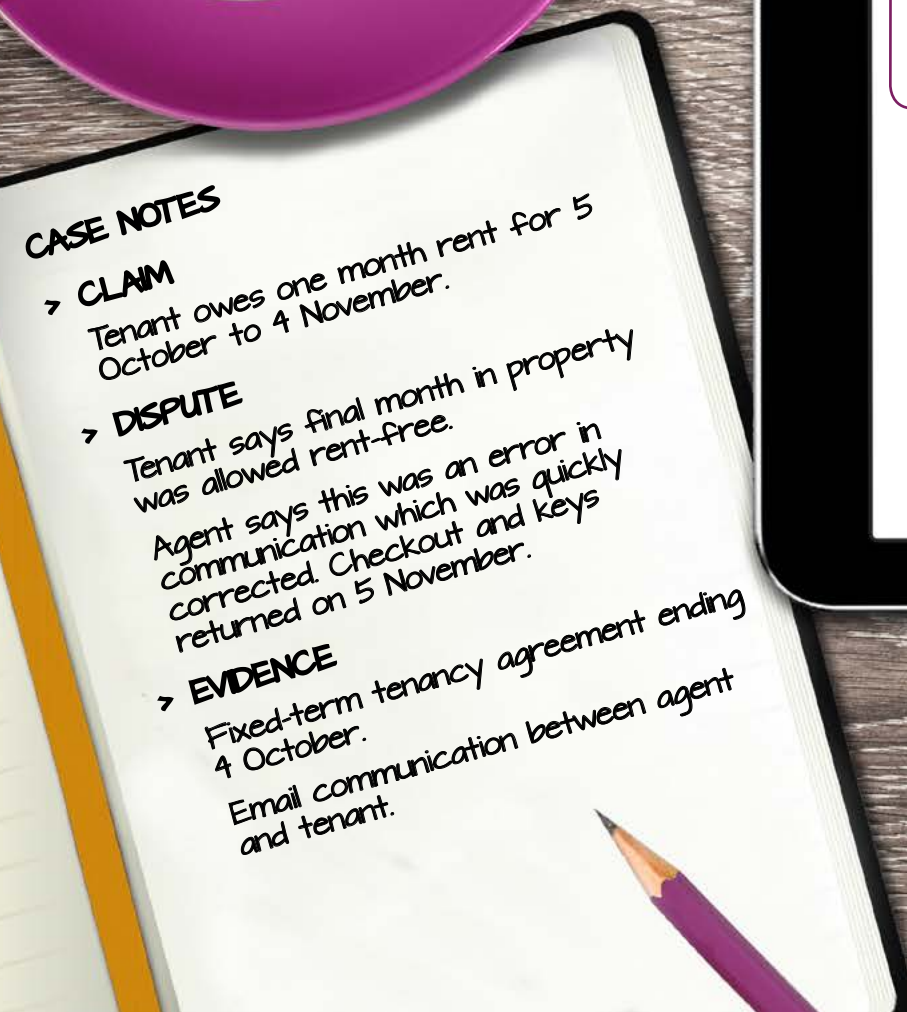 CASE NOTES
> CLAIM
Tenant owes one month rent for 5
October to 4 November.
> DISPUTE
Tenant says final month in property
was allowed rent-free.
Agent says this was an error in
communication which was quickly
corrected. Checkout and keys
returned on 5 November.
> EVIDENCE
Fixed-term tenancy agreement ending
4 October.
Email communication between agent
and tenant.